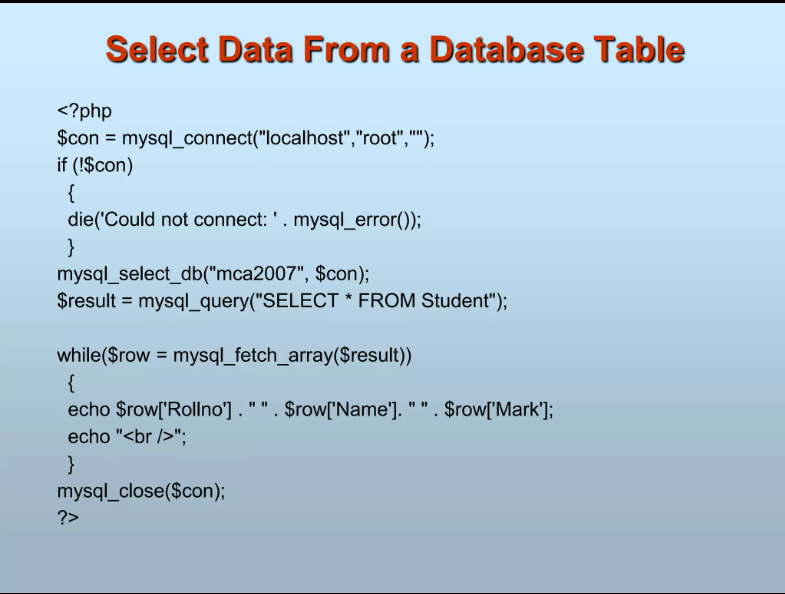 Select Data From a Database Table
<?php
$con = mysql_connect("localhost","root","");
if (!$con)
{
die('Could not connect: ' . mysql_error());
}
mysql_select_db("mca2007", $con);
$result = mysql_query("SELECT * FROM Student");
while($row = mysql_fetch_array($result))
{
echo $row['Rollno'] . " " . $row['Name']. " " . $row['Mark'];
echo "<br />";
}
mysql_close($con);
?>